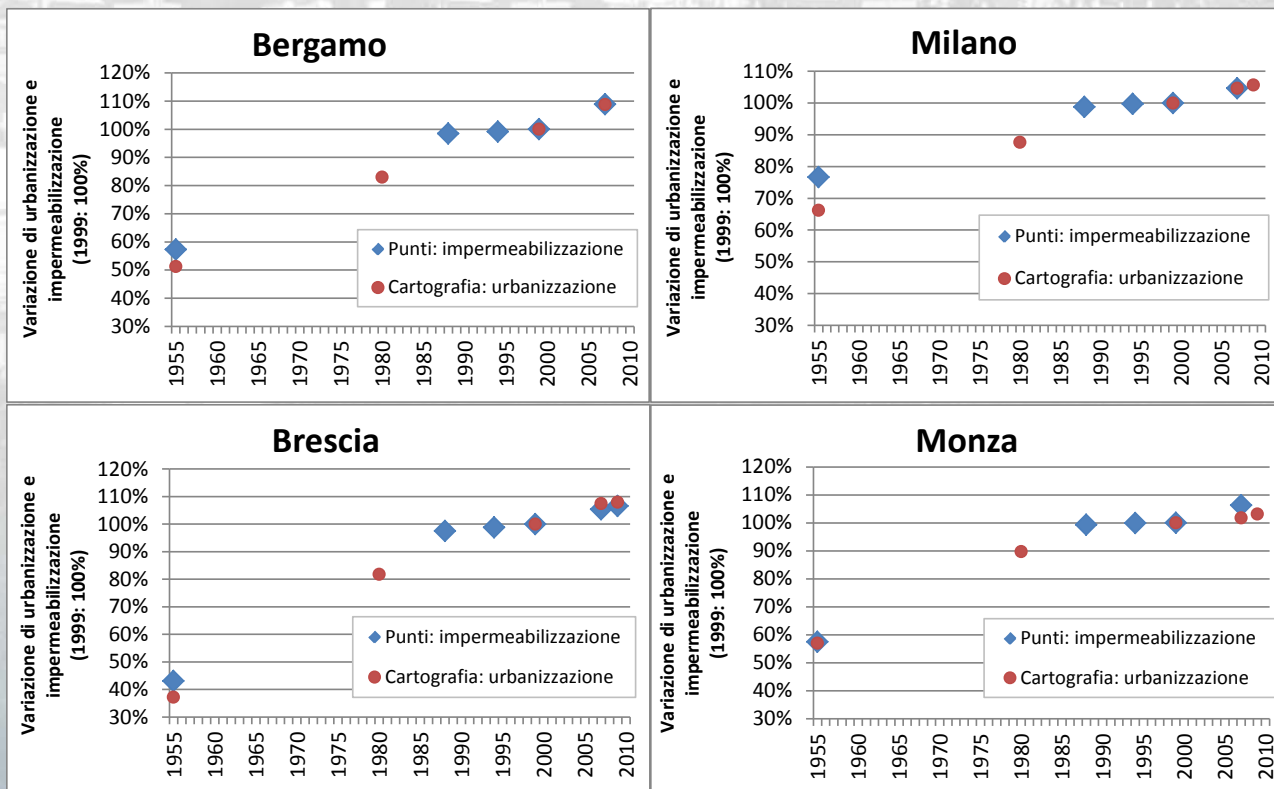 Bergamo
Variazione di urbanizzazione e
impermeabilizzazione
(1999: 100%)
120%
110%
100%
90%
80%
70%
60%
50%
40%
30%
Punti: impermeabilizzazione
Cartografia: urbanizzazione
1955 1960 1965 1970 1975 1980 1985 1990 1995 2000 2005 2010
Milano
Variazione di urbanizzazione e
impermeabilizzazione
(1999: 100%)
110%
100%
90%
80%
70%
60%
50%
40%
30%
Punti: impermeabilizzazione
Cartografia: urbanizzazione
1955 1960 1965 1970 1975 1980 1985 1990 1995 2000 2005 2010
Brescia
Variazione di urbanizzazione e
impermeabilizzazione
(1999: 100%)
120%
110%
100%
90%
80%
70%
60%
50%
40%
30%
Punti: impermeabilizzazione
Cartografia: urbanizzazione
1955 1960 1965 1970 1975 1980 1985 1990 1995 2000 2005 2010
Monza
Variazione di urbanizzazione e
impermeabilizzazione
(1999: 100%)
120%
110%
100%
90%
80%
70%
60%
50%
40%
30%
Punti: impermeabilizzazione
Cartografia: urbanizzazione
1955 1960 1965 1970 1975 1980 1985 1990 1995 2000 2005 2010